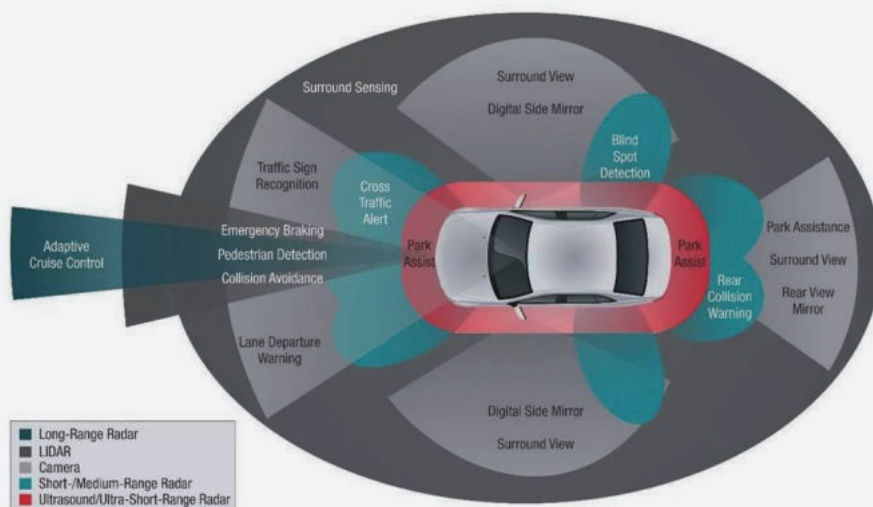 Surround Sensing
Surround View
Digital Side Mirror
Blind
Spot
Detection
Traffic Sign
Recognition
Cross
Traffic
Alert
Emergency Braking
Pedestrian Detection
Collision Avoidance
Adaptive
Cruise Control
Park
Assist
Park
Assist
Rear
Collision
Warning
Park Assistance
Surround View
Rear View
Mirror
Lane Departure
Warning
Digital Side Mirror
Surround View
Long-Range Radar
LIDAR
Camera
Short-/Medium-Range Radar
Ultrasound/Ultra-Short-Range Radar